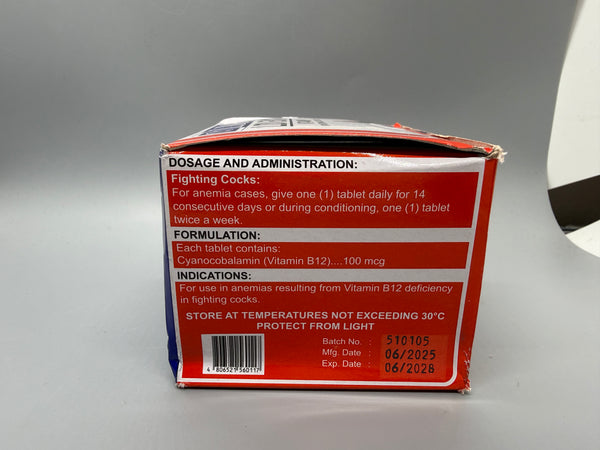 DOSAGE AND ADMINISTRATION:
Fighting Cocks:
For anemia cases, give one (1) tablet daily for 14
consecutive days or during conditioning, one (1) tablet
twice a week.
FORMULATION:
Each tablet contains:
Cyanocobalamin (Vitamin B12)....100 mcg
INDICATIONS:
For use in anemias resulting from Vitamin B12 deficiency
in fighting cocks.
STORE AT TEMPERATURES NOT EXCEEDING 30°C
PROTECT FROM LIGHT
Batch No. : 510105
Mfg. Date : 06/2025
Exp. Date : 06/2028
4 806521 560117